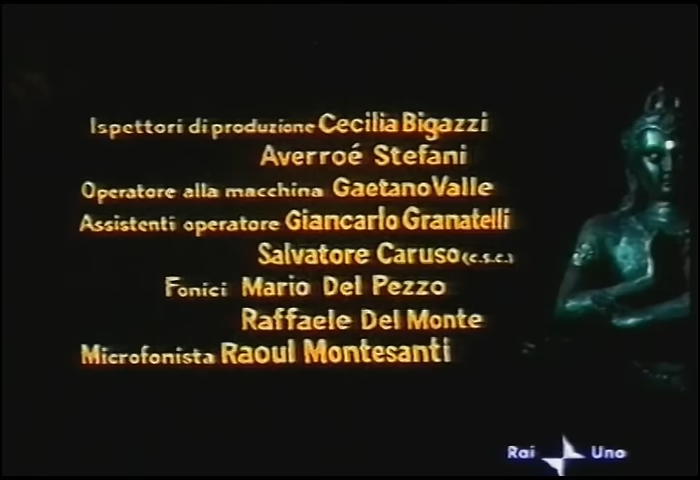 Ispettori di produzione Cecilia Bigazzi
Averroé Stefani
Operatore alla macchina Gaetano Valle
Assistenti operatore Giancarlo Granatelli
Salvatore Caruso (c.s.c.)
Fonici Mario Del Pezzo
Raffaele Del Monte
Microfonista Raoul Montesanti
Rai Uno